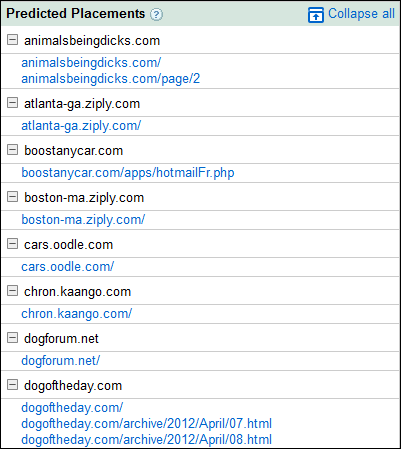 Predicted Placements ? Collapse all
animalsbeingdicks.com
animalsbeingdicks.com/
animalsbeingdicks.com/page/2
atlanta-ga.ziply.com
atlanta-ga.ziply.com/
boostanycar.com
boostanycar.com/apps/hotmailFr.php
boston-ma.ziply.com
boston-ma.ziply.com/
cars.oodle.com
cars.oodle.com/
chron.kaango.com
chron.kaango.com/
dogforum.net
dogforum.net/
dogoftheday.com
dogoftheday.com/
dogoftheday.com/archive/2012/April/07.html
dogoftheday.com/archive/2012/April/08.html